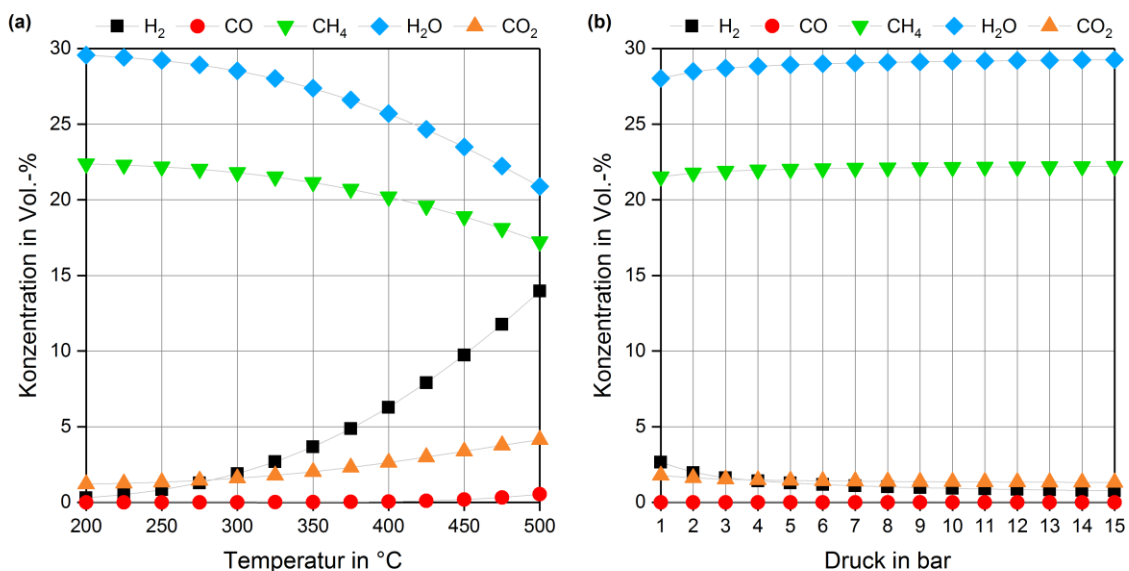 (a) H₂ CO CH₄ H₂O CO₂
30
25
20
15
10
5
0
200 250 300 350 400 450 500
Konzentration in Vol.-%
Temperatur in °C
(b) H₂ CO CH₄ H₂O CO₂
30
25
20
15
10
5
0
1 2 3 4 5 6 7 8 9 10 11 12 13 14 15
Konzentration in Vol.-%
Druck in bar